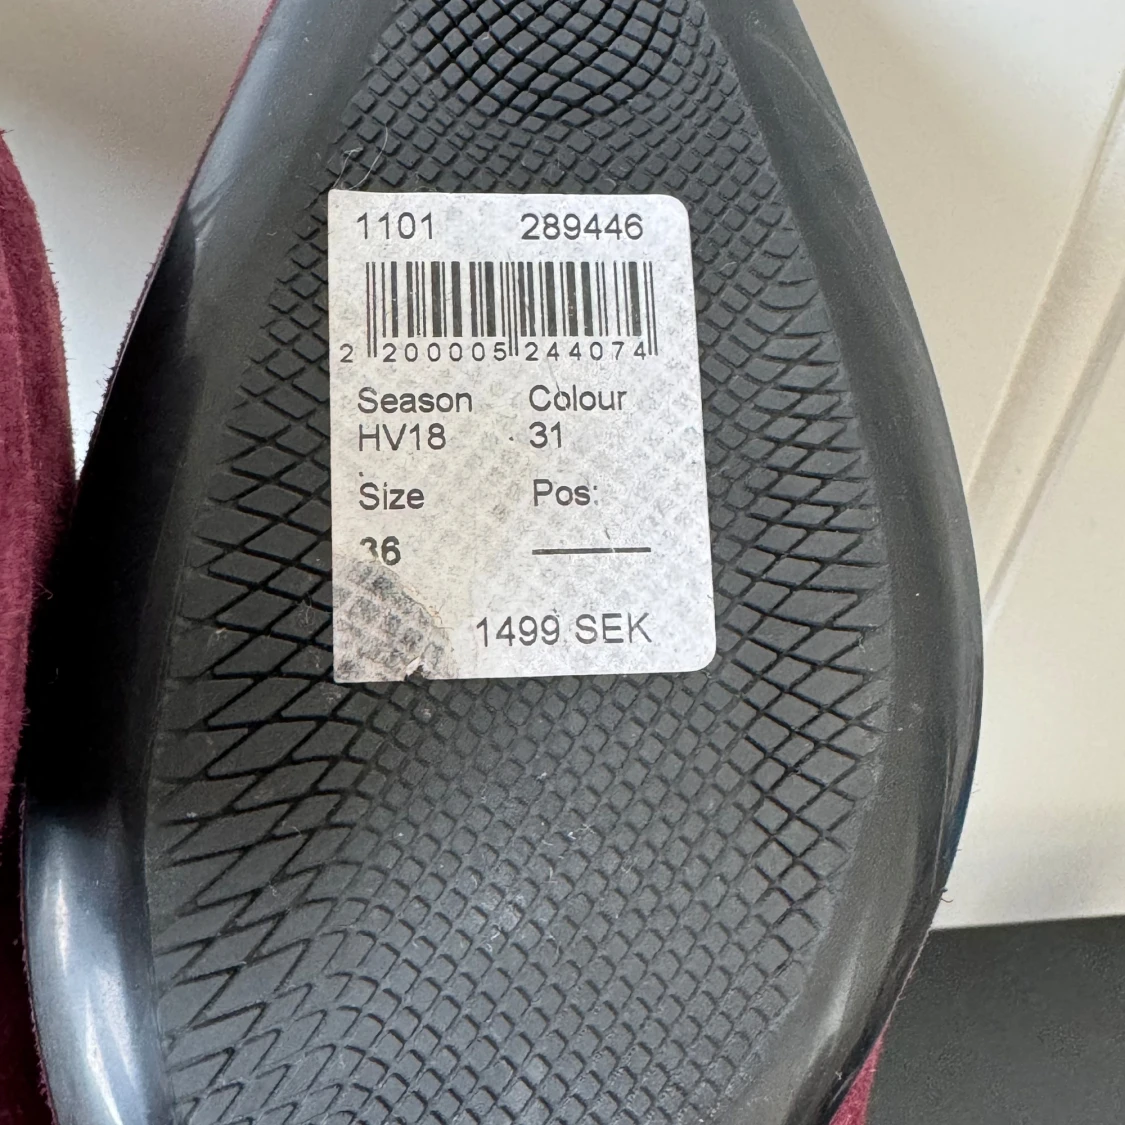 1101 289446
2 200005 244074
Season Colour
HV18 31
Size Pos:
36
1499 SEK